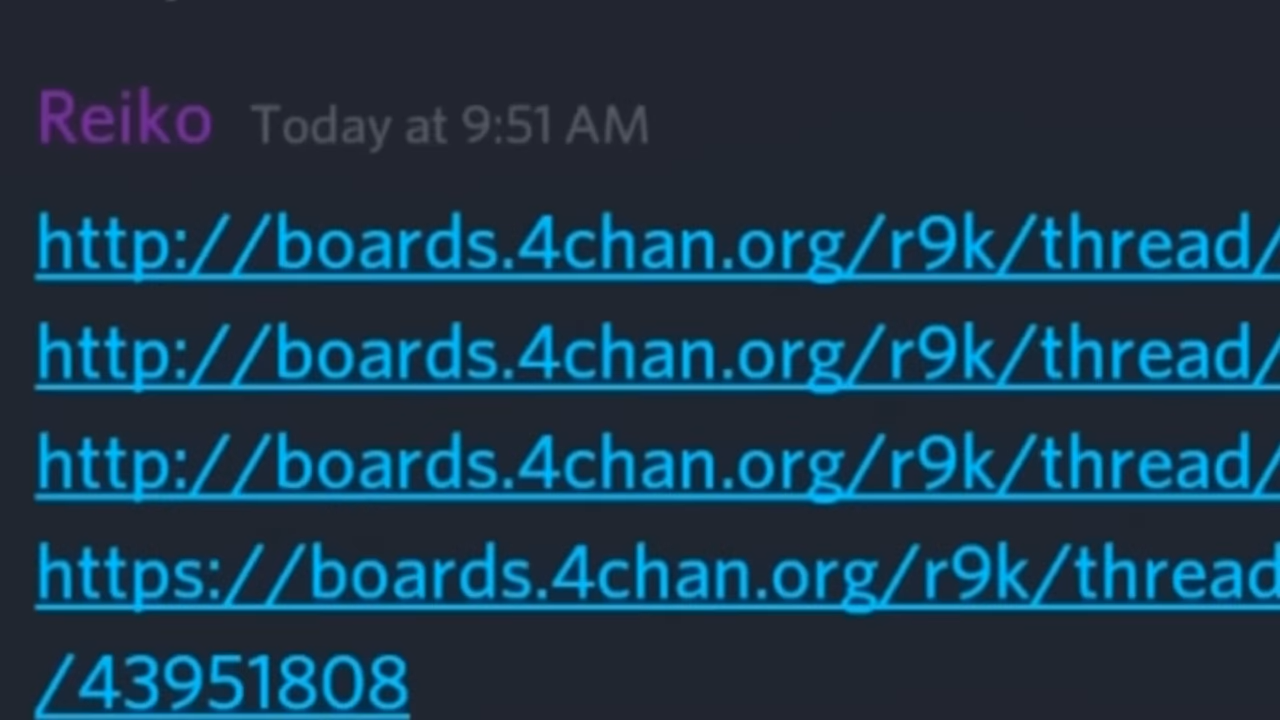 Reiko Today at 9:51 AM
http://boards.4chan.org/r9k/thread/
http://boards.4chan.org/r9k/thread/
http://boards.4chan.org/r9k/thread/
https://boards.4chan.org/r9k/thread
/43951808